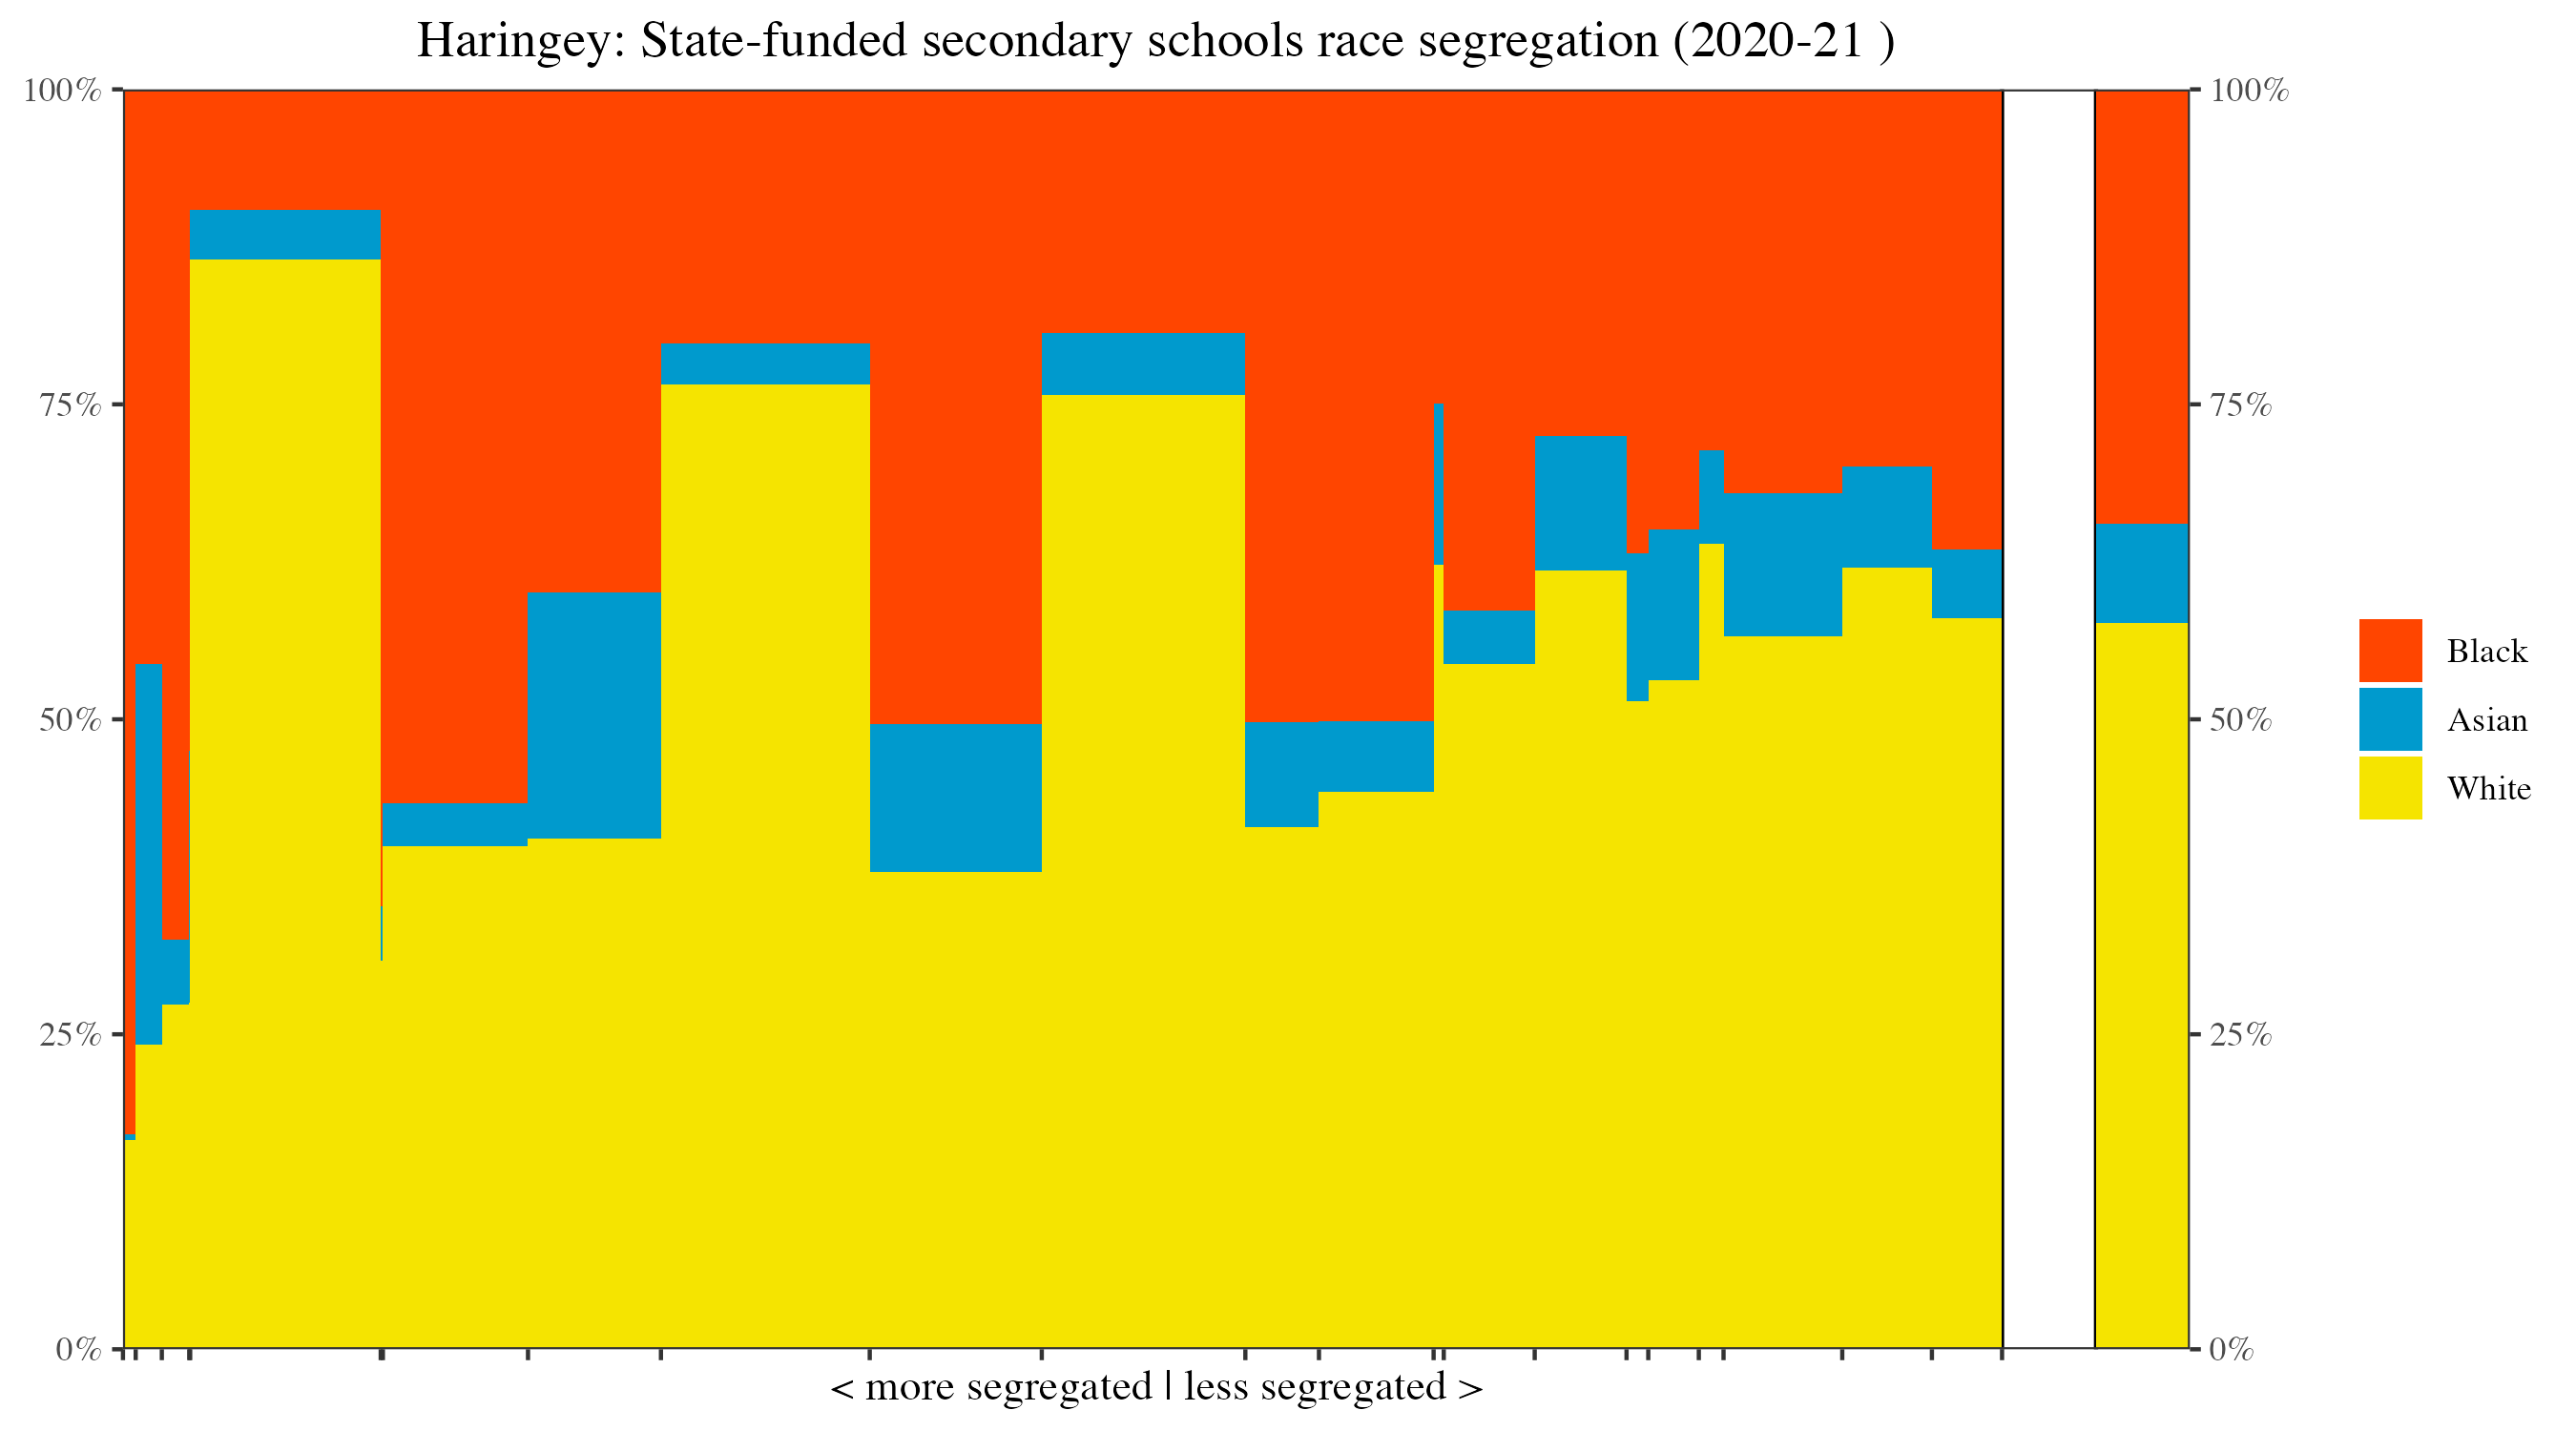 Haringey: State-funded secondary schools race segregation (2020-21 )
100%
75%
50%
25%
0%
100%
75%
50%
25%
0%
Black
Asian
White
< more segregated | less segregated >